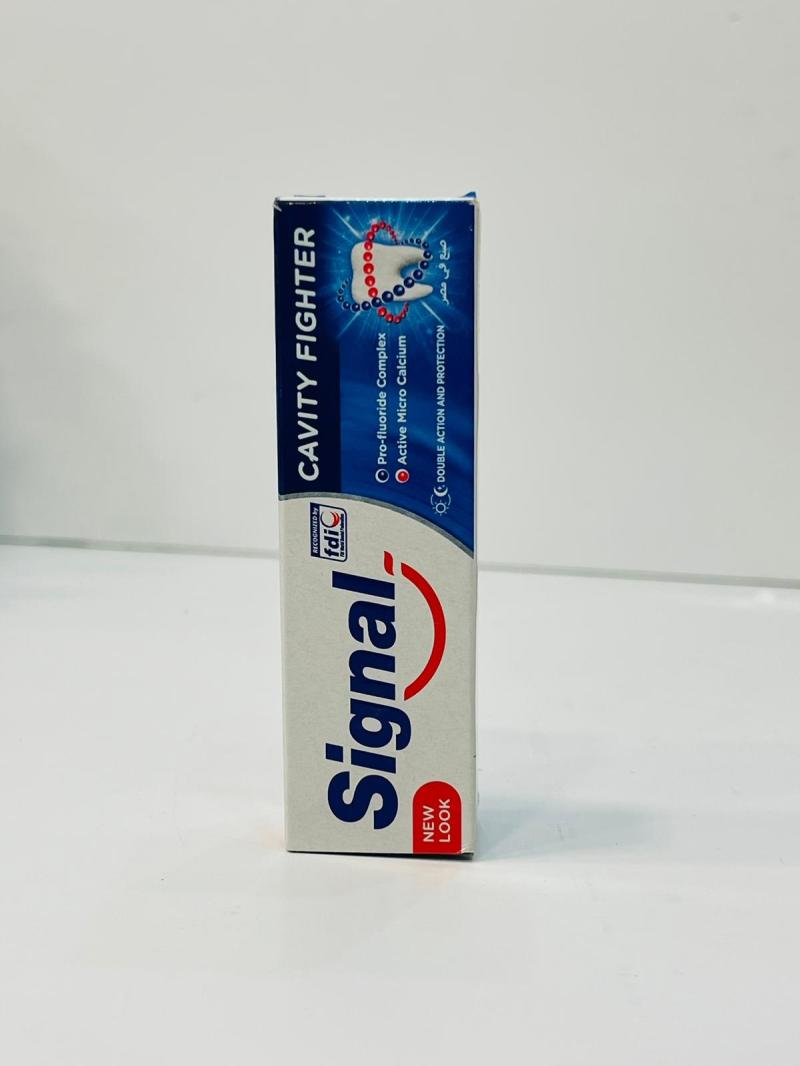 CAVITY FIGHTER
Pro-fluoride Complex
Active Micro Calcium
DOUBLE ACTION AND PROTECTION
صنع في مصر
RECOGNIZED by
fdi
Signal
NEW
LOOK